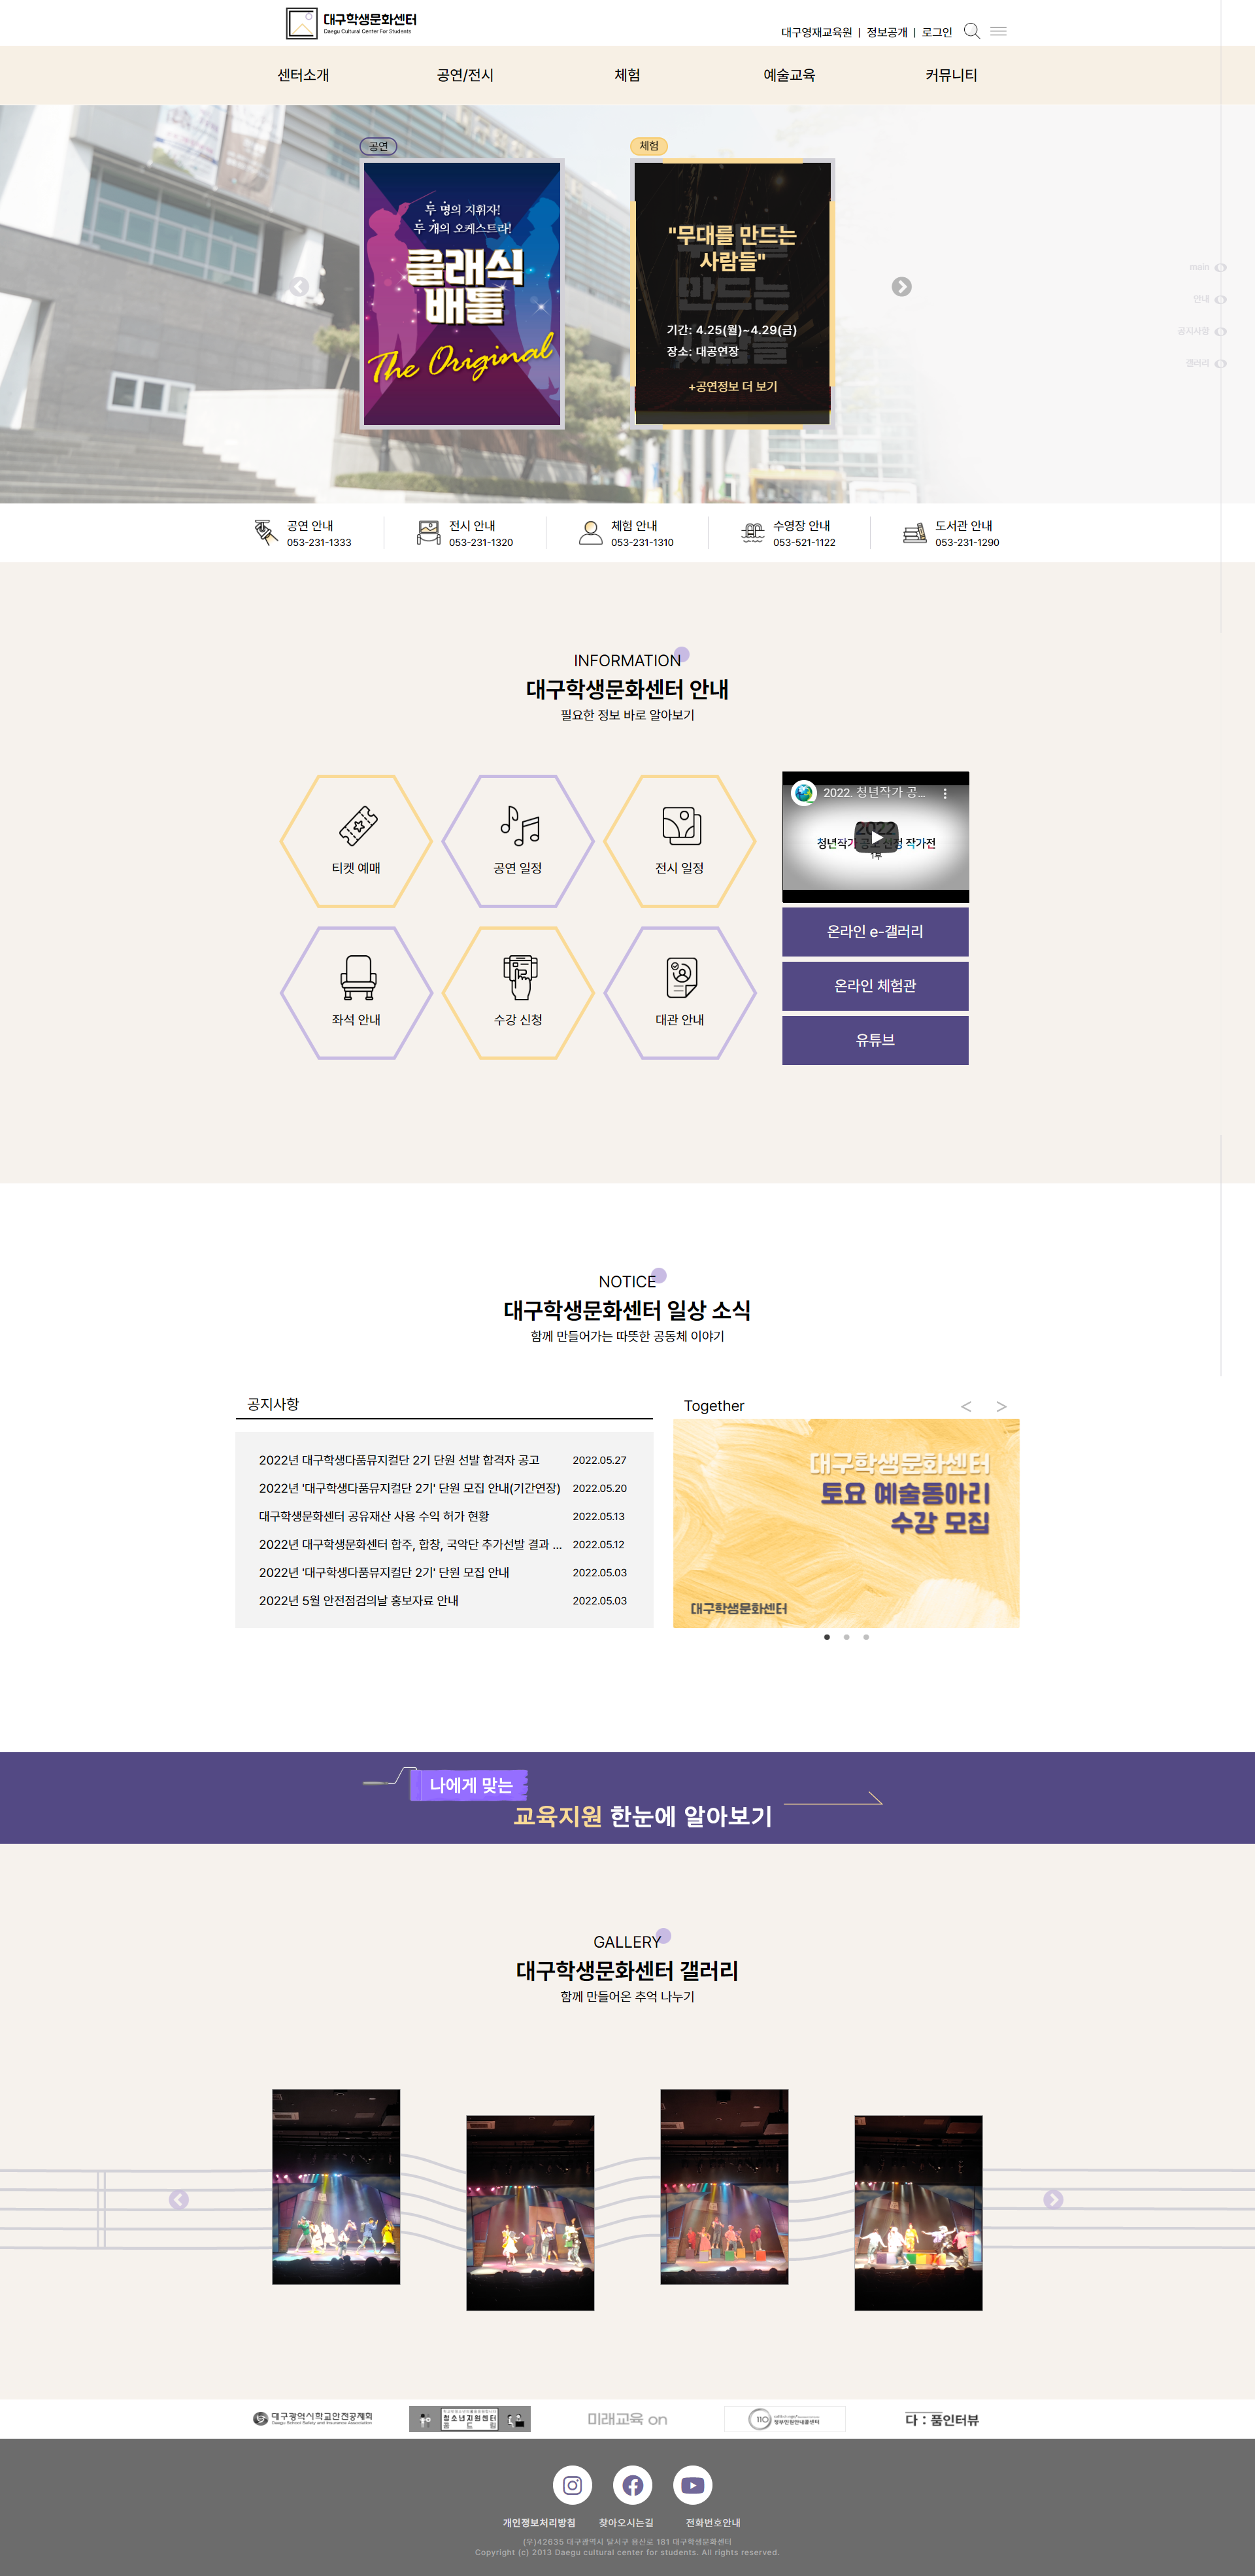 대구학생문화센터
Daegu Cultural Center For Students
대구영재교육원 | 정보공개 | 로그인
센터소개 공연/전시 체험 예술교육 커뮤니티
공연
두 명의 지휘자!
두 개의 오케스트라!
클래식
배틀
The Original
체험
"무대를 만드는
사람들"
기간: 4.25(월)~4.29(금)
장소: 대공연장
+공연정보 더 보기
main
안내
공지사항
갤러리
공연 안내
053-231-1333
전시 안내
053-231-1320
체험 안내
053-231-1310
수영장 안내
053-521-1122
도서관 안내
053-231-1290
INFORMATION
대구학생문화센터 안내
필요한 정보 바로 알아보기
티켓 예매
공연 일정
전시 일정
좌석 안내
수강 신청
대관 안내
2022. 청년작가 공...
2022
청년작가 공모 선정 작가전
1부
온라인 e-갤러리
온라인 체험관
유튜브
NOTICE
대구학생문화센터 일상 소식
함께 만들어가는 따뜻한 공동체 이야기
공지사항
2022년 대구학생다품뮤지컬단 2기 단원 선발 합격자 공고 2022.05.27
2022년 '대구학생다품뮤지컬단 2기' 단원 모집 안내(기간연장) 2022.05.20
대구학생문화센터 공유재산 사용 수익 허가 현황 2022.05.13
2022년 대구학생문화센터 합주, 합창, 국악단 추가선발 결과 ... 2022.05.12
2022년 '대구학생다품뮤지컬단 2기' 단원 모집 안내 2022.05.03
2022년 5월 안전점검의날 홍보자료 안내 2022.05.03
Together < >
대구학생문화센터
토요 예술동아리
수강 모집
대구학생문화센터
나에게 맞는
교육지원 한눈에 알아보기
GALLERY
대구학생문화센터 갤러리
함께 만들어온 추억 나누기
대구광역시학교안전공제회
Daegu School Safety and Insurance Association
청소년지원센터
꿈드림
미래교육 on
110
정부민원안내콜센터
다:품인터뷰
개인정보처리방침 찾아오시는길 전화번호안내
(우)42635 대구광역시 달서구 용산로 181 대구학생문화센터
Copyright (c) 2013 Daegu cultural center for students. All rights reserved.